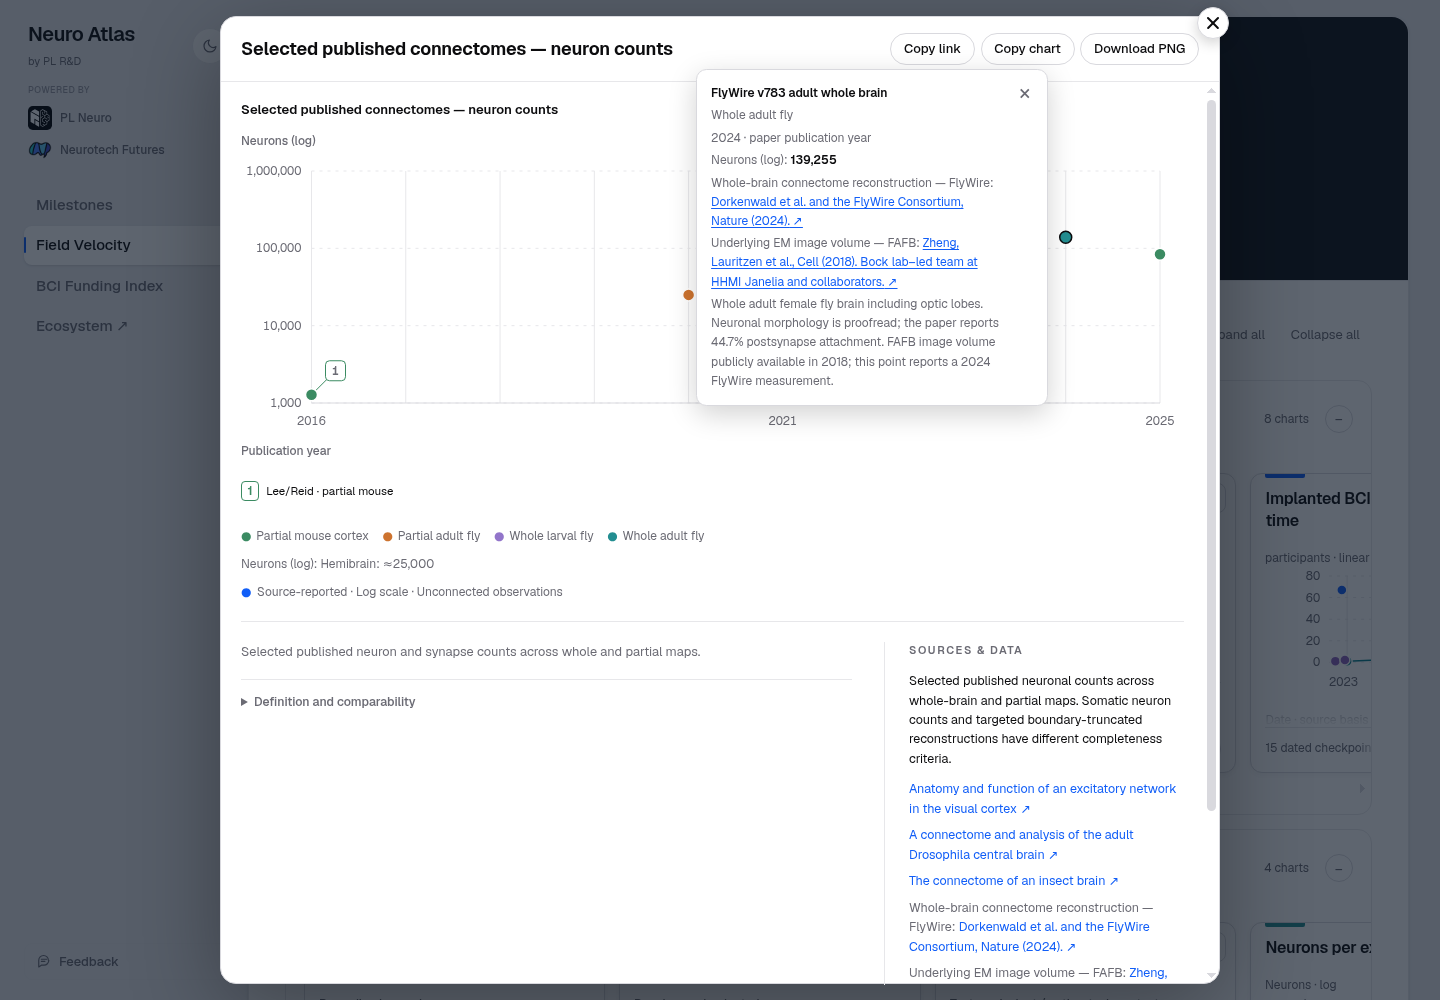 Neuro Atlas
by PL R&D
POWERED BY
PL Neuro
Neurotech Futures
Milestones
Field Velocity
BCI Funding Index
Ecosystem ↗
Feedback
Selected published connectomes — neuron counts
Copy link
Copy chart
Download PNG
Selected published connectomes — neuron counts
Neurons (log)
1,000,000
100,000
10,000
1,000
1
2016
2021
2025
Publication year
1 Lee/Reid · partial mouse
Partial mouse cortex
Partial adult fly
Whole larval fly
Whole adult fly
Neurons (log): Hemibrain: ≈25,000
Source-reported · Log scale · Unconnected observations
FlyWire v783 adult whole brain
Whole adult fly
2024 · paper publication year
Neurons (log): 139,255
Whole-brain connectome reconstruction — FlyWire:
Dorkenwald et al. and the FlyWire Consortium,
Nature (2024). ↗
Underlying EM image volume — FAFB: Zheng,
Lauritzen et al., Cell (2018). Bock lab–led team at
HHMI Janelia and collaborators. ↗
Whole adult female fly brain including optic lobes.
Neuronal morphology is proofread; the paper reports
44.7% postsynapse attachment. FAFB image volume
publicly available in 2018; this point reports a 2024
FlyWire measurement.
Selected published neuron and synapse counts across whole and partial maps.
Definition and comparability
SOURCES & DATA
Selected published neuronal counts across
whole-brain and partial maps. Somatic neuron
counts and targeted boundary-truncated
reconstructions have different completeness
criteria.
Anatomy and function of an excitatory network
in the visual cortex ↗
A connectome and analysis of the adult
Drosophila central brain ↗
The connectome of an insect brain ↗
Whole-brain connectome reconstruction —
FlyWire: Dorkenwald et al. and the FlyWire
Consortium, Nature (2024). ↗
Underlying EM image volume — FAFB: Zheng,
Collapse all
8 charts
Implanted BCI
time
participants · linear
80
60
40
20
0
2023
Date · source basis
15 dated
4 charts
Neurons per
Neurons · log